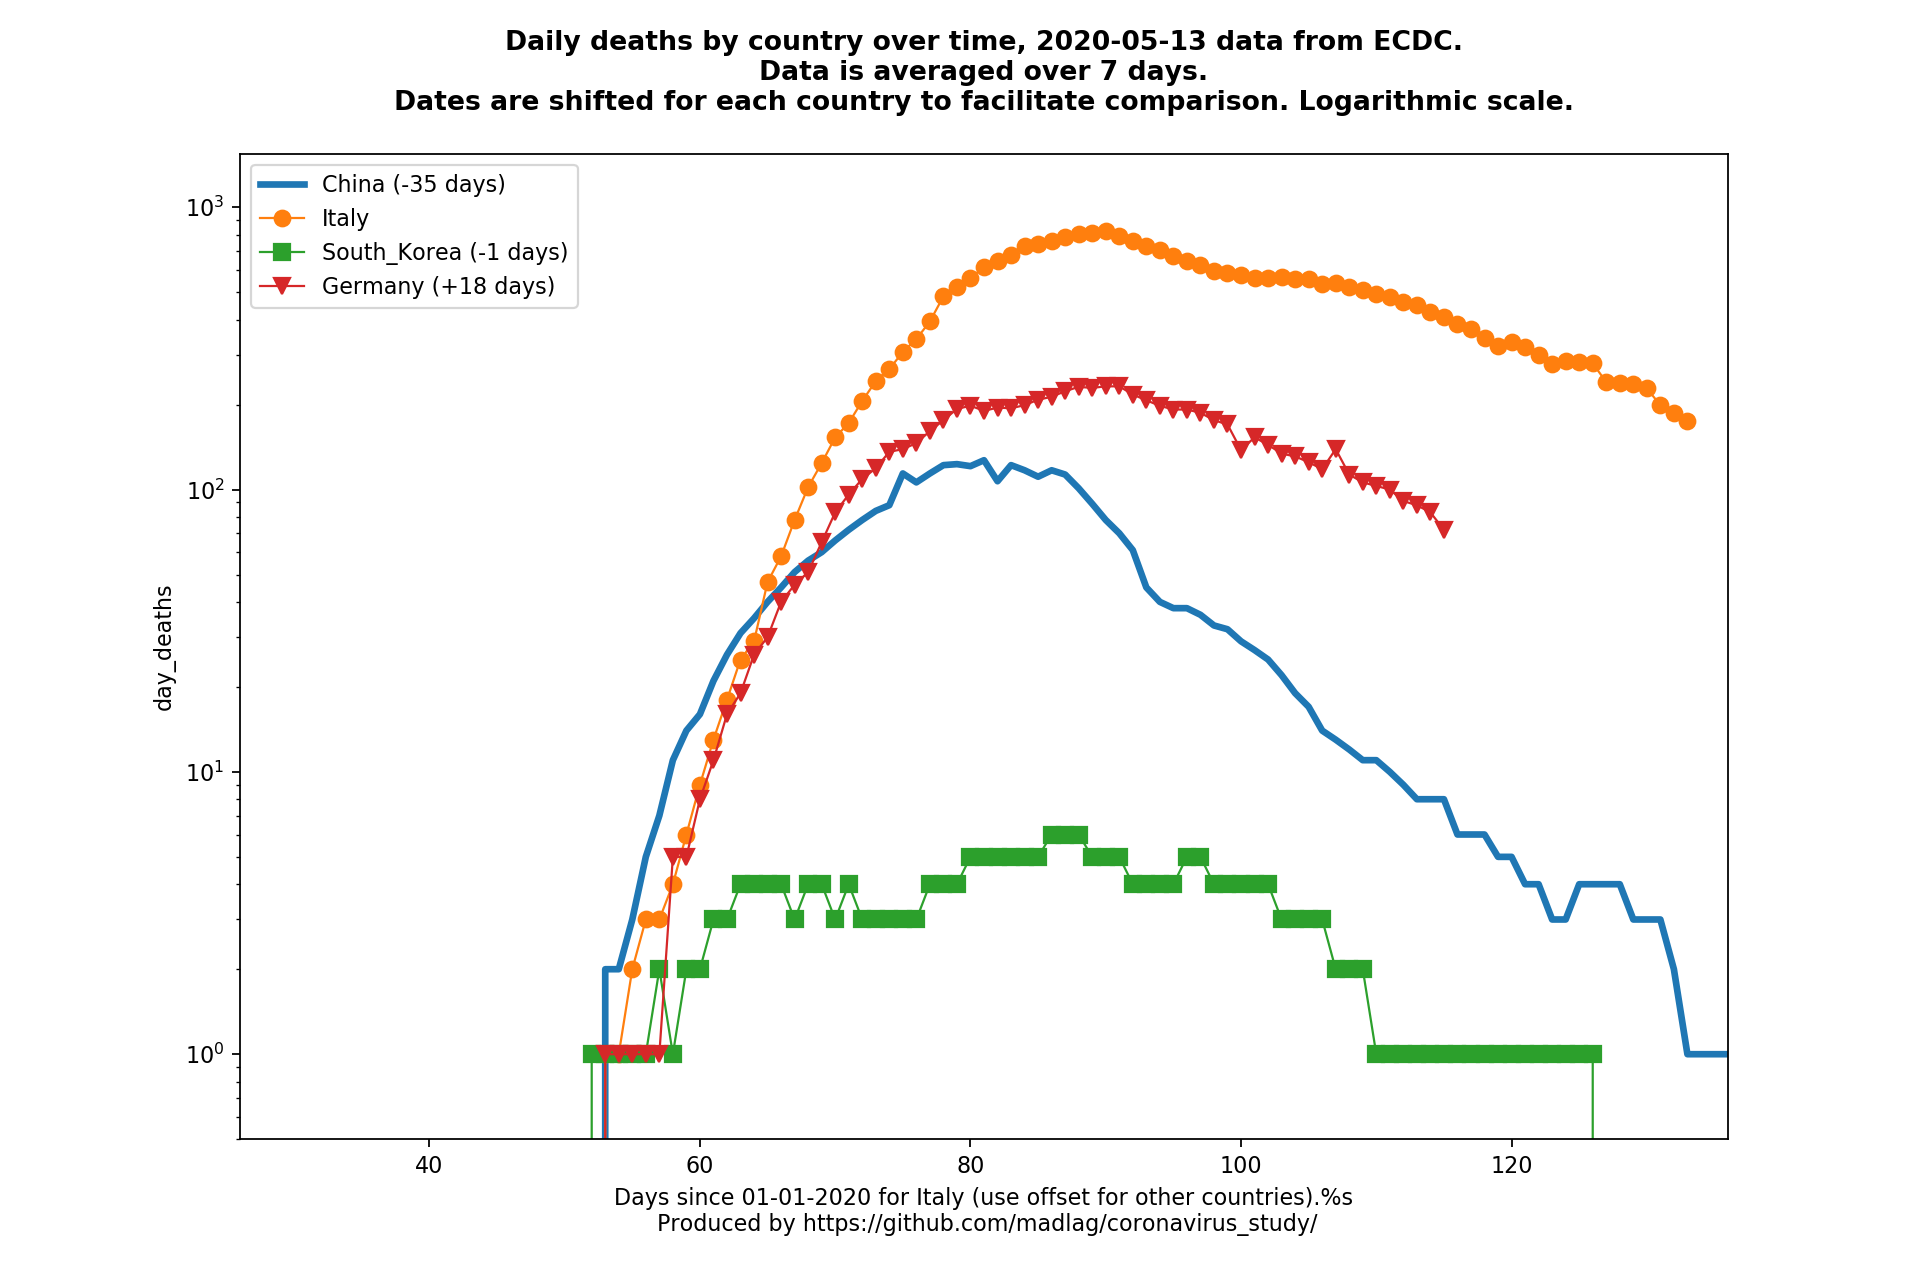 Daily deaths by country over time, 2020-05-13 data from ECDC.
Data is averaged over 7 days.
Dates are shifted for each country to facilitate comparison. Logarithmic scale.
China (-35 days)
Italy
South_Korea (-1 days)
Germany (+18 days)
10³
10²
10¹
10⁰
day_deaths
40 60 80 100 120
Days since 01-01-2020 for Italy (use offset for other countries).%s
Produced by https://github.com/madlag/coronavirus_study/